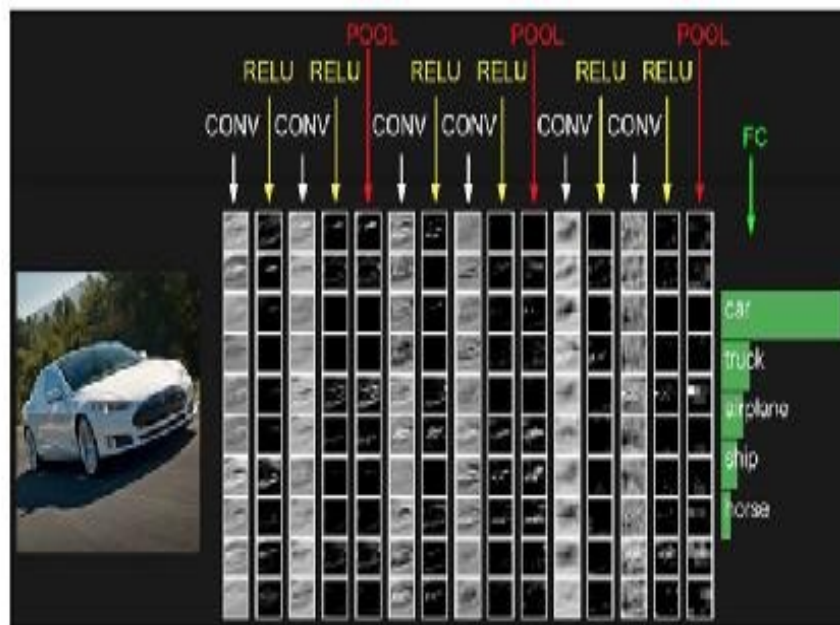 POOL POOL POOL
RELU RELU RELU RELU RELU RELU
CONV CONV CONV CONV CONV CONV
FC
car
truck
airplane
ship
horse